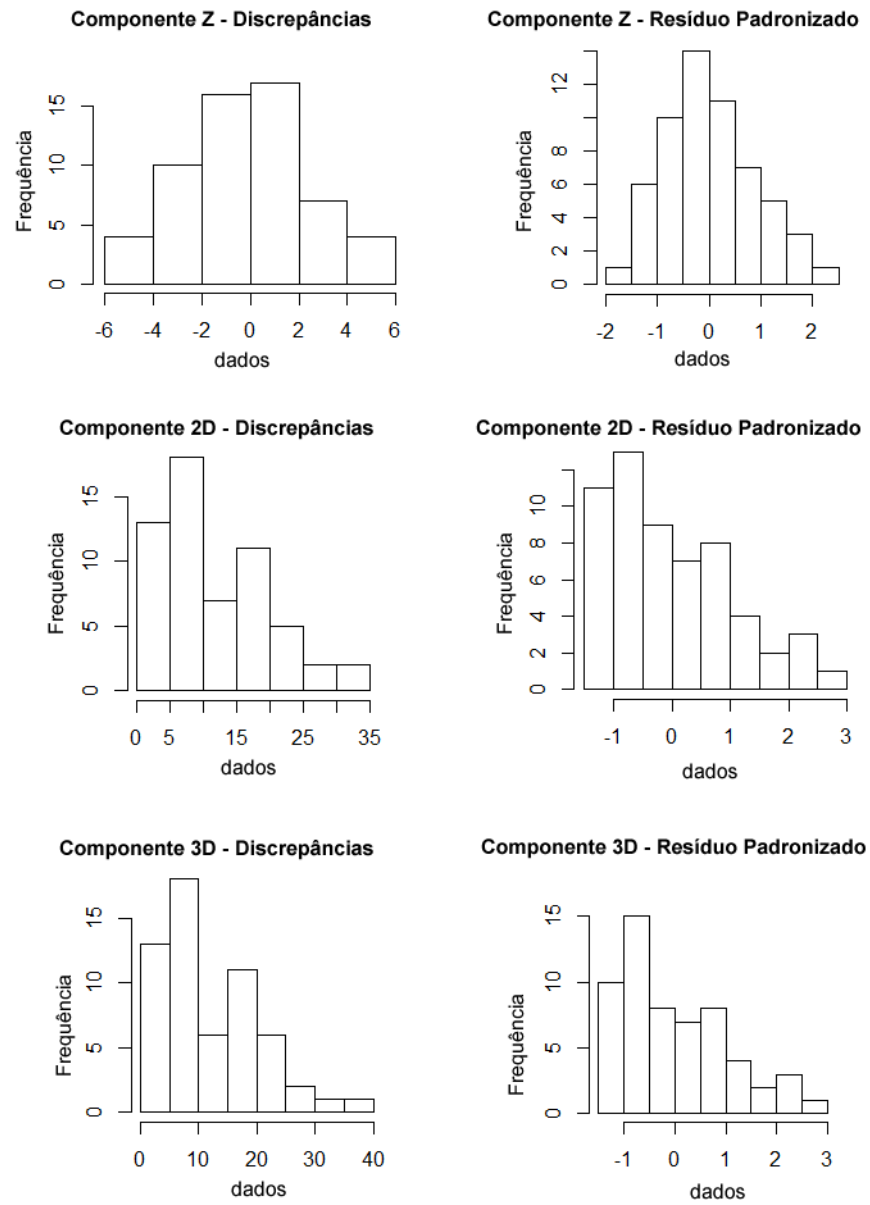 Componente Z - Discrepâncias
Frequência
0 5 10 15
-6 -4 -2 0 2 4 6
dados
Componente Z - Resíduo Padronizado
Frequência
0 2 4 6 8 12
-2 -1 0 1 2
dados
Componente 2D - Discrepâncias
Frequência
0 5 10 15
0 5 15 25 35
dados
Componente 2D - Resíduo Padronizado
Frequência
0 2 4 6 8 10
-1 0 1 2 3
dados
Componente 3D - Discrepâncias
Frequência
0 5 10 15
0 10 20 30 40
dados
Componente 3D - Resíduo Padronizado
Frequência
0 5 10 15
-1 0 1 2 3
dados